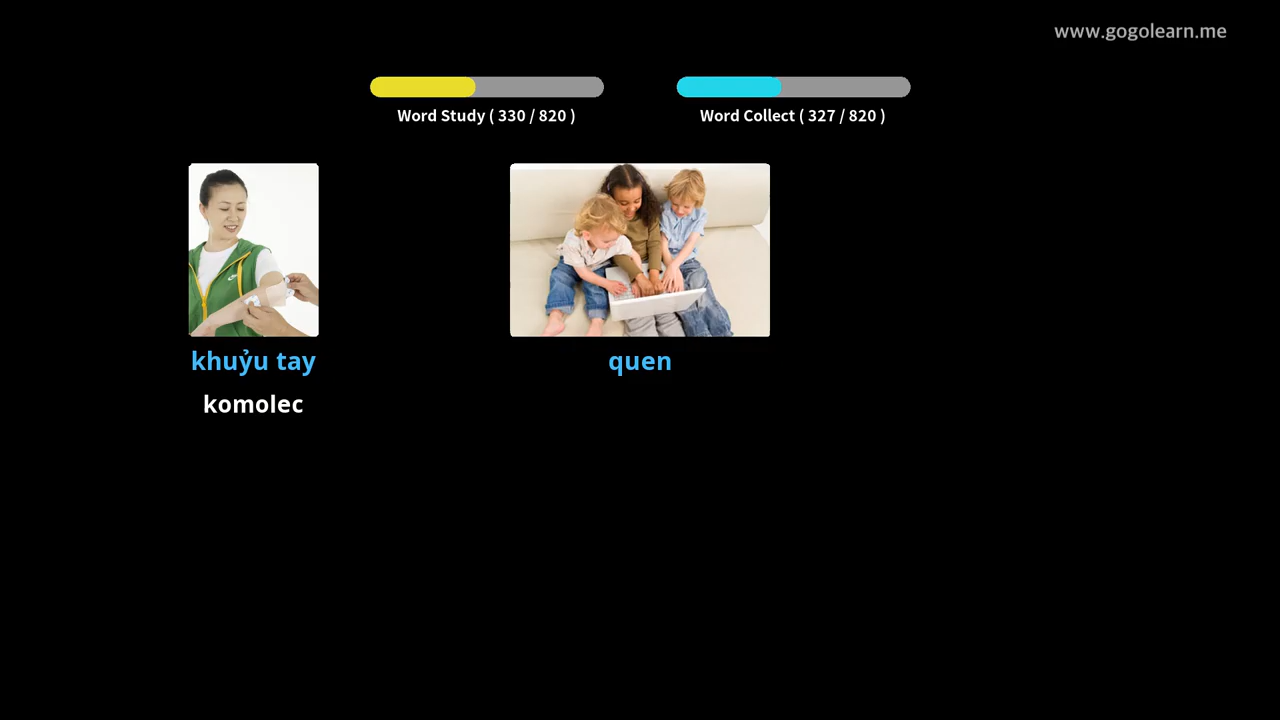 www.gogolearn.me
Word Study ( 330 / 820 )
Word Collect ( 327 / 820 )
khuỷu tay
quen
komolec